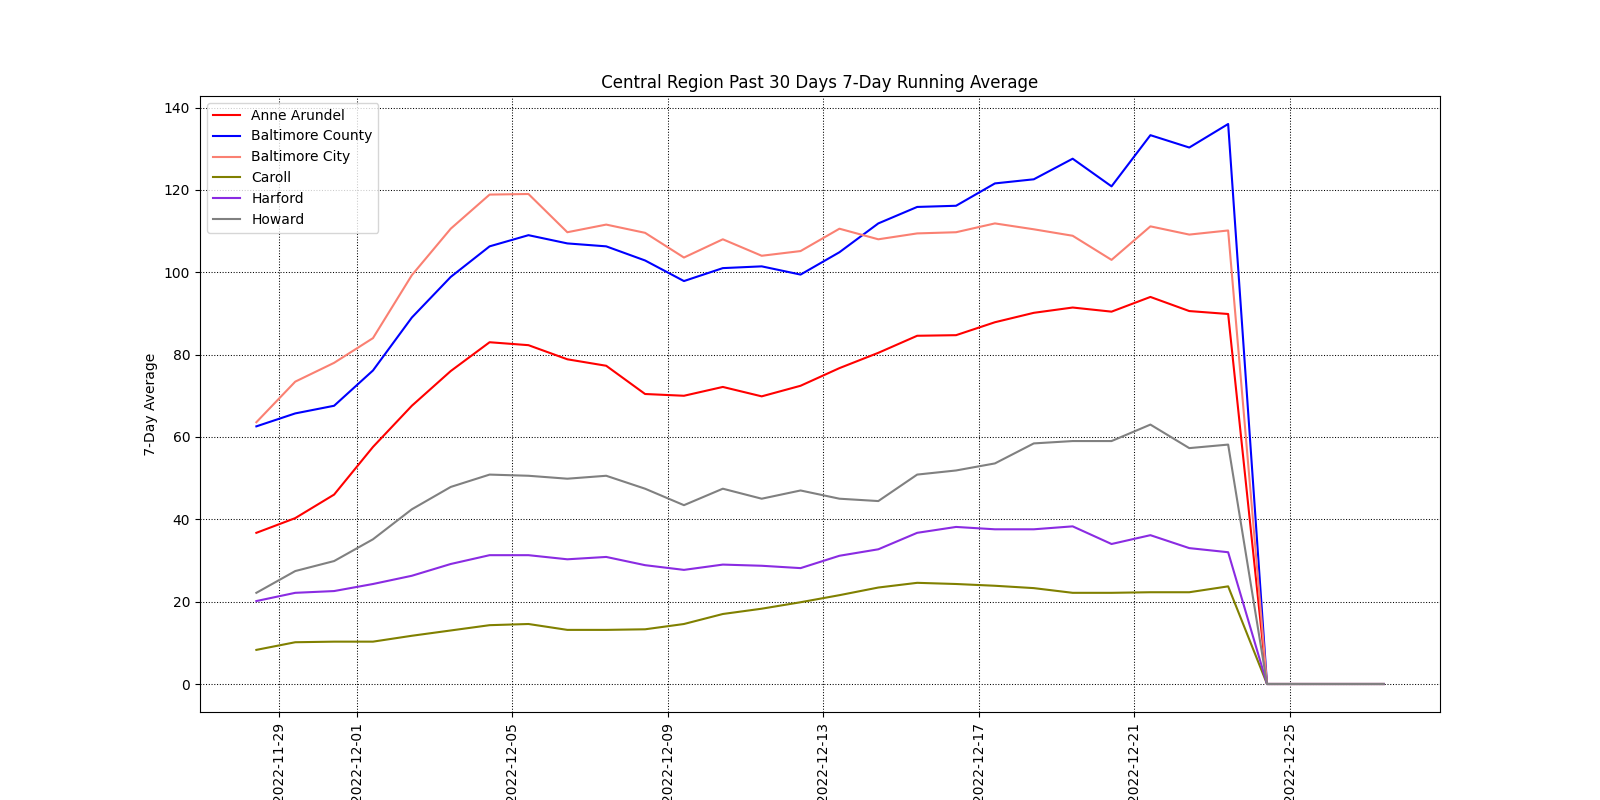 Central Region Past 30 Days 7-Day Running Average
140
120
100
80
60
40
20
0
7-Day Average
Anne Arundel
Baltimore County
Baltimore City
Caroll
Harford
Howard
2022-11-29
2022-12-01
2022-12-05
2022-12-09
2022-12-13
2022-12-17
2022-12-21
2022-12-25